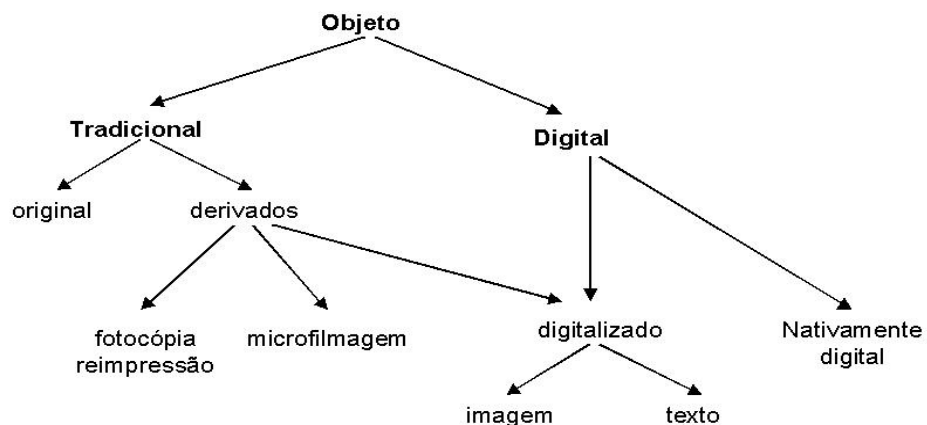 Objeto
Tradicional
Digital
original
derivados
fotocópia
reimpressão
microfilmagem
digitalizado
Nativamente
digital
imagem
texto